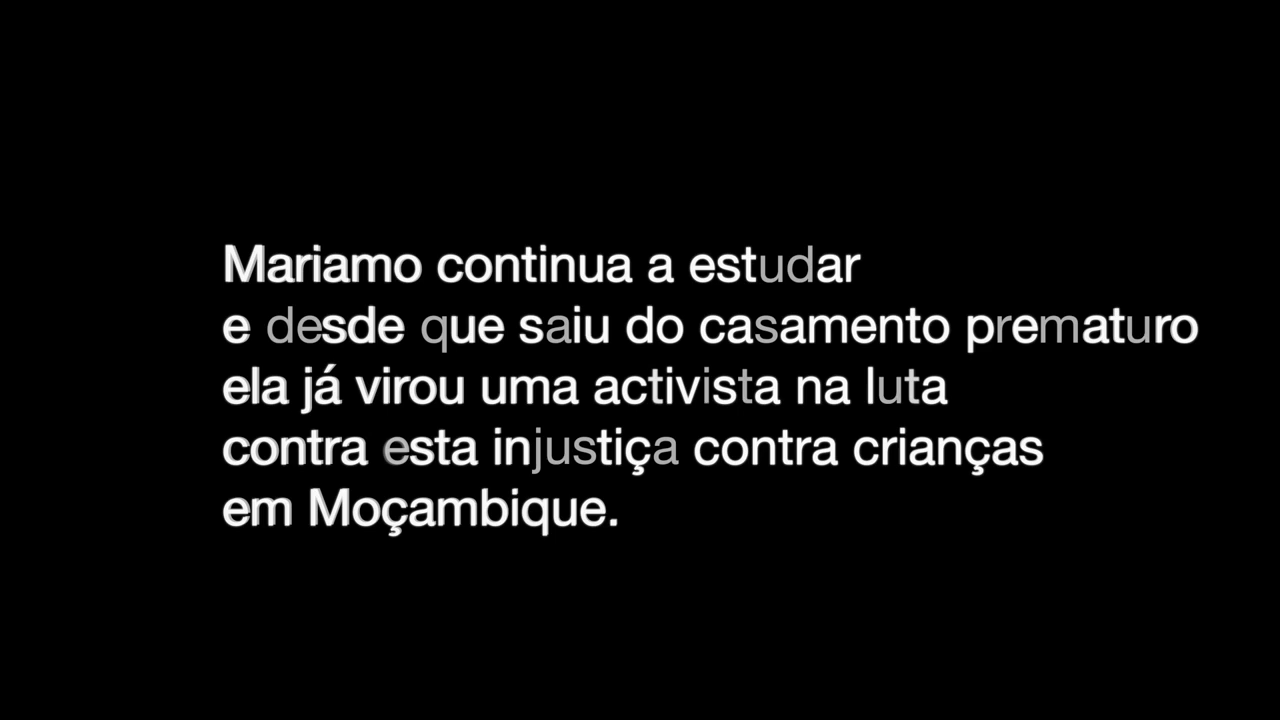 Mariamo continua a estudar
e desde que saiu do casamento prematuro
ela já virou uma activista na luta
contra esta injustiça contra crianças
em Moçambique.